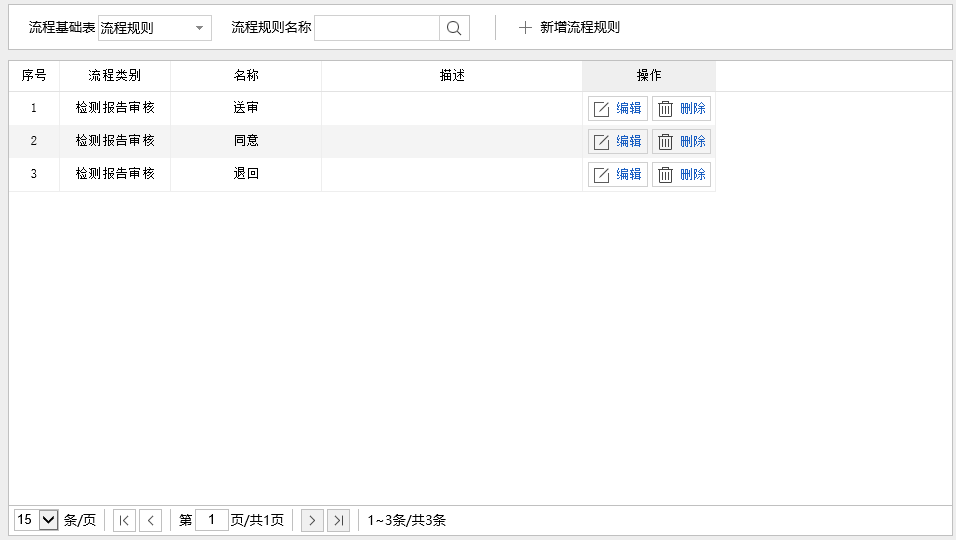 流程基础表 流程规则 流程规则名称 新增流程规则
序号 流程类别 名称 描述 操作
1 检测报告审核 送审 编辑 删除
2 检测报告审核 同意 编辑 删除
3 检测报告审核 退回 编辑 删除
15 条/页 第 1 页/共1页 1~3条/共3条